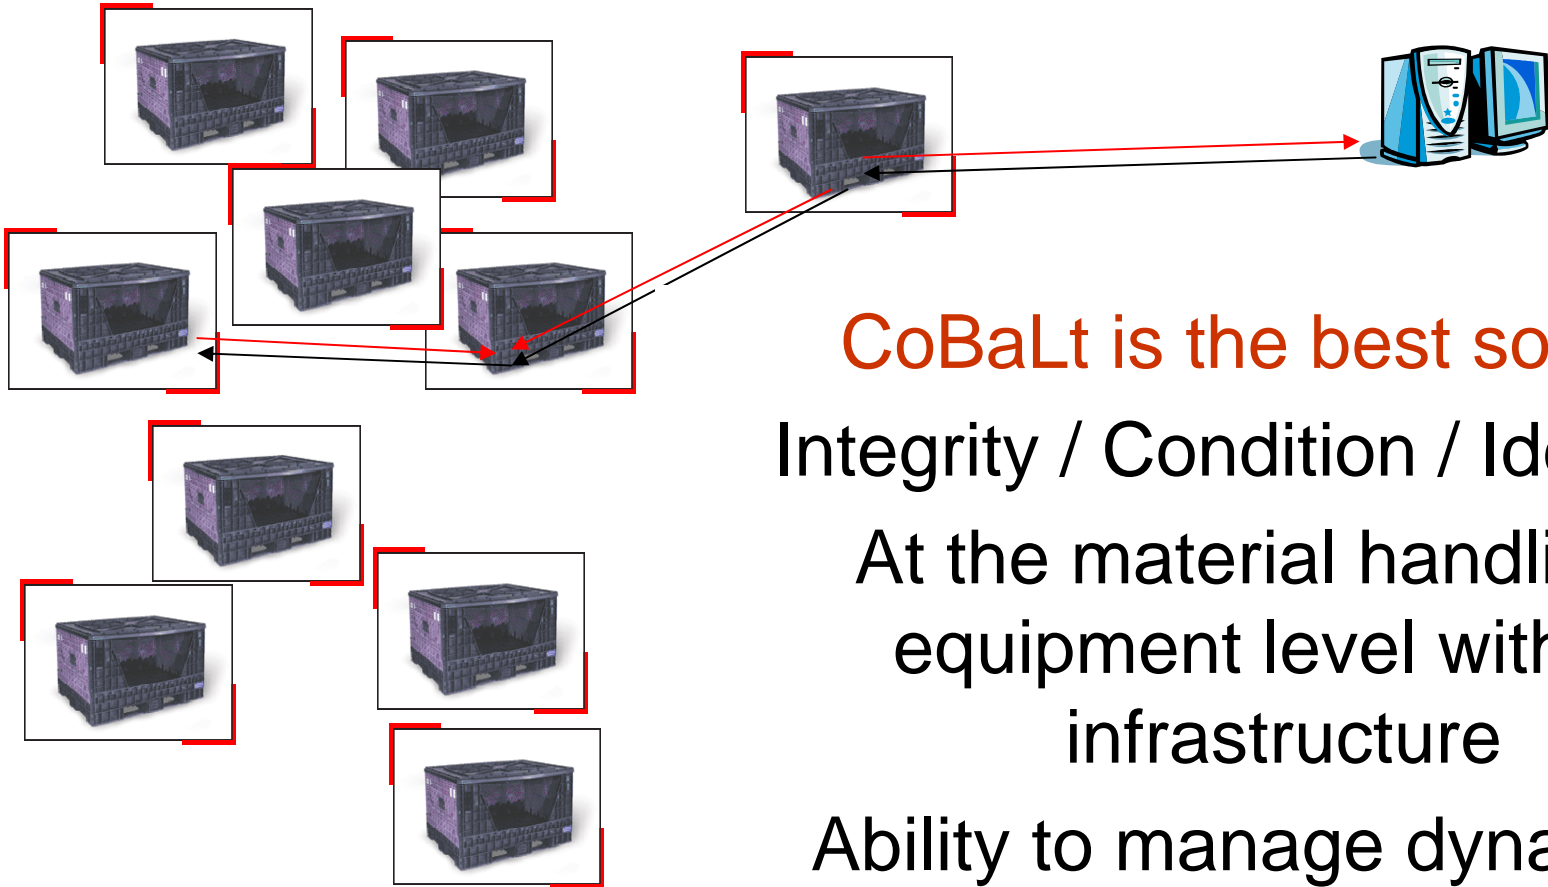 CoBaLt is the best so
Integrity / Condition / Id
At the material handli
equipment level with
infrastructure
Ability to manage dyna